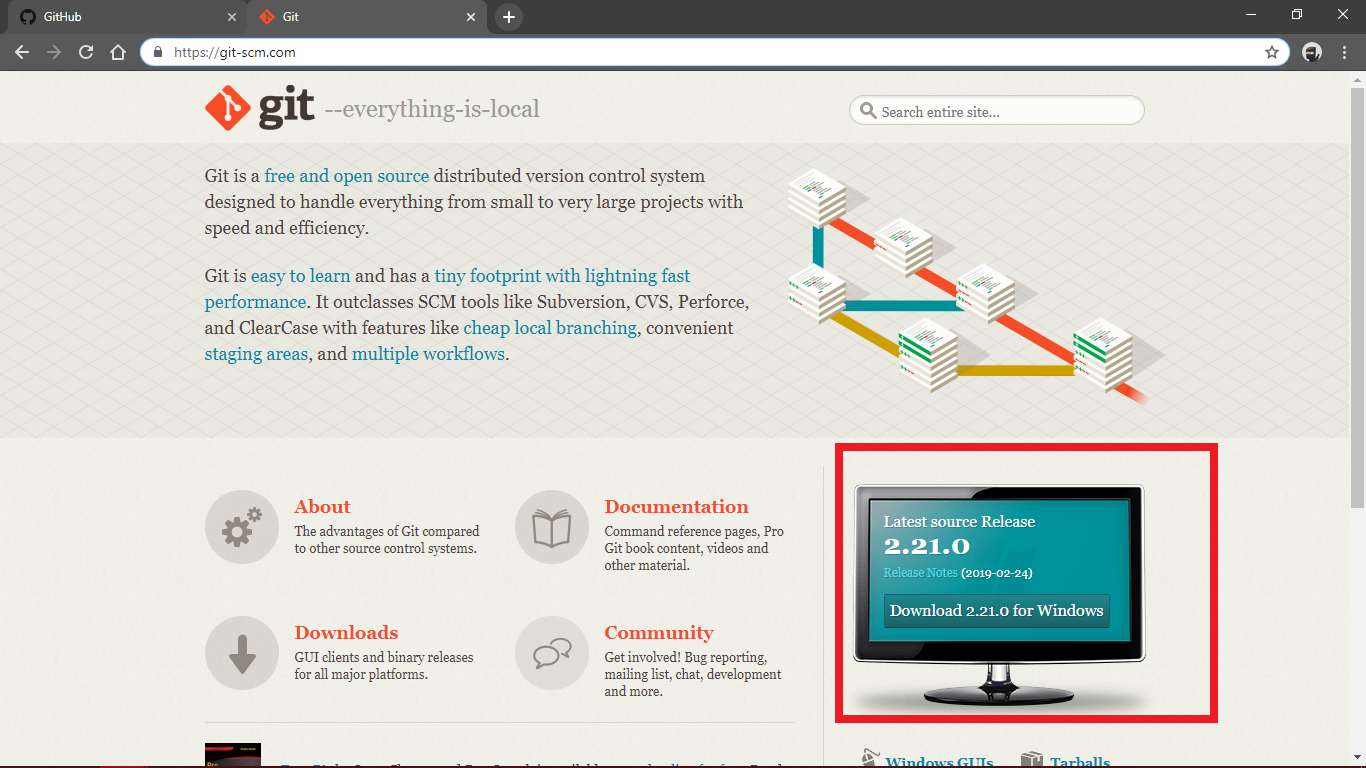 GitHub
Git
https://git-scm.com
git --everything-is-local
Search entire site...
Git is a free and open source distributed version control system
designed to handle everything from small to very large projects with
speed and efficiency.
Git is easy to learn and has a tiny footprint with lightning fast
performance. It outclasses SCM tools like Subversion, CVS, Perforce,
and ClearCase with features like cheap local branching, convenient
staging areas, and multiple workflows.
About
The advantages of Git compared
to other source control systems.
Documentation
Command reference pages, Pro
Git book content, videos and
other material.
Downloads
GUI clients and binary releases
for all major platforms.
Community
Get involved! Bug reporting,
mailing list, chat, development
and more.
Latest source Release
2.21.0
Release Notes (2019-02-24)
Download 2.21.0 for Windows
Windows GUIs
Tarballs